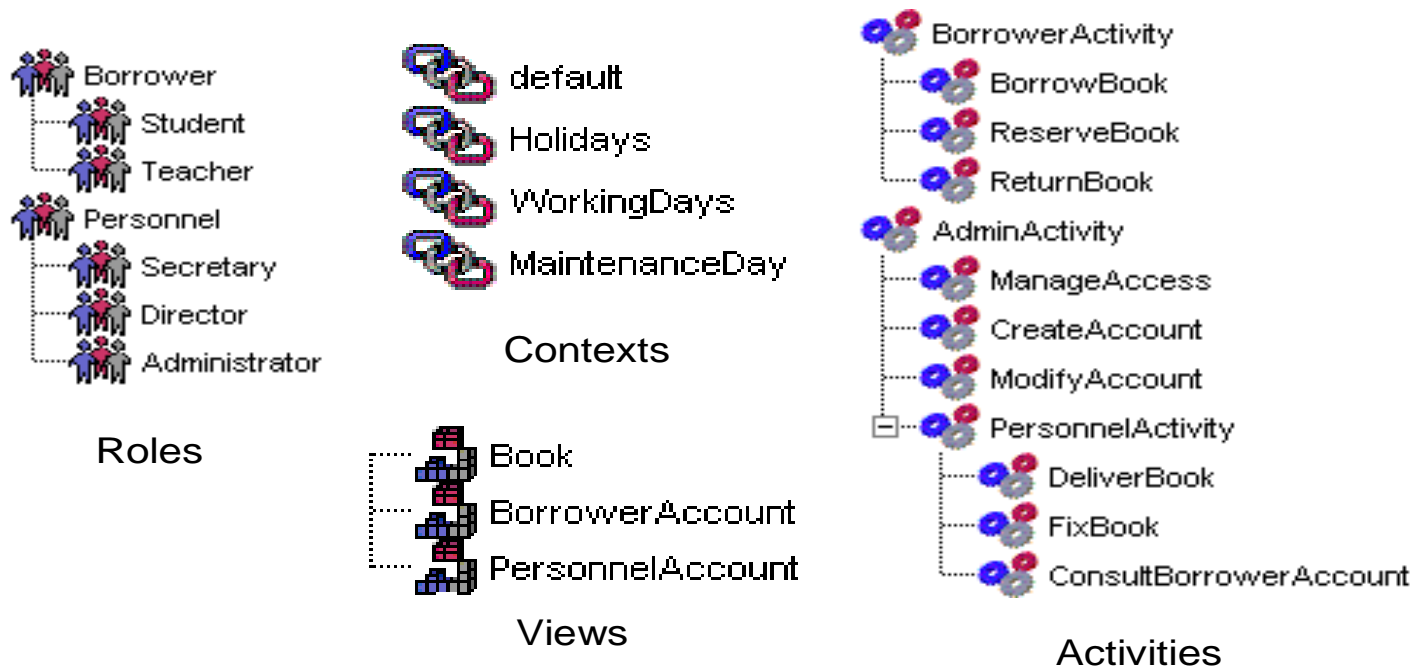 Borrower
Student
Teacher
Personnel
Secretary
Director
Administrator
Roles
default
Holidays
WorkingDays
MaintenanceDay
Contexts
Book
BorrowerAccount
PersonnelAccount
Views
BorrowerActivity
BorrowBook
ReserveBook
ReturnBook
AdminActivity
ManageAccess
CreateAccount
ModifyAccount
PersonnelActivity
DeliverBook
FixBook
ConsultBorrowerAccount
Activities